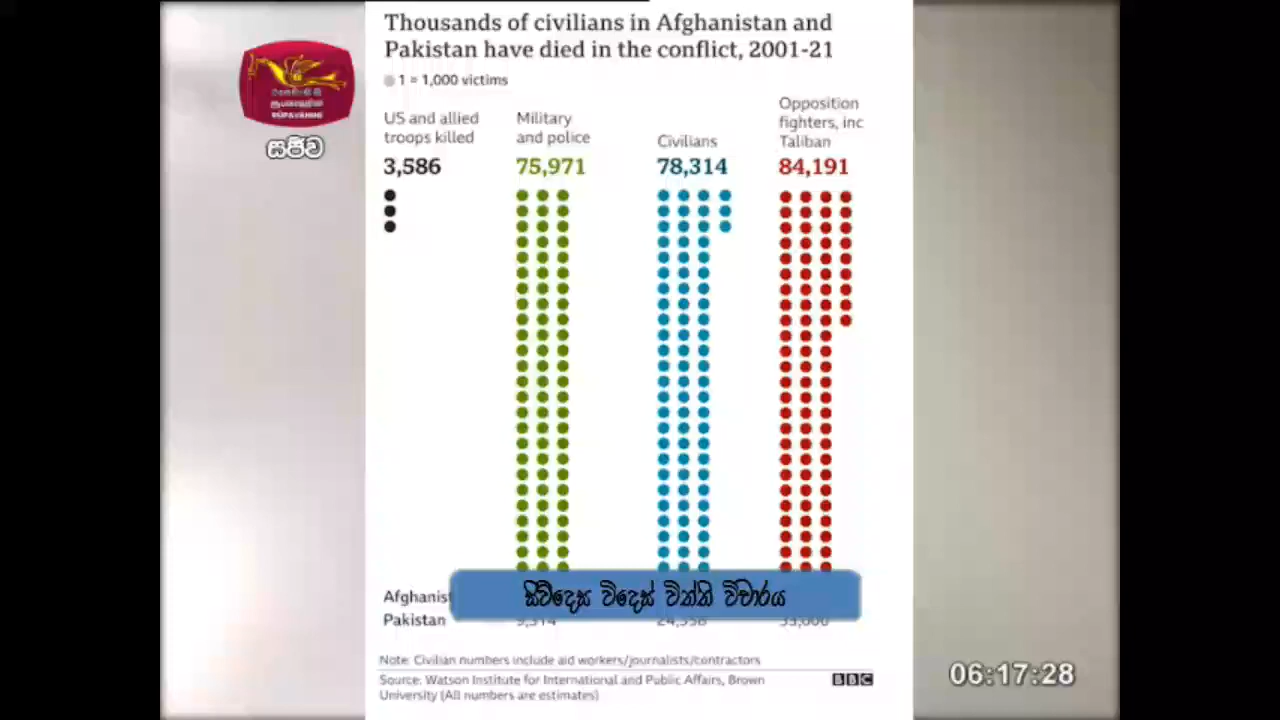 Thousands of civilians in Afghanistan and
Pakistan have died in the conflict, 2001-21
1 = 1,000 victims
US and allied
troops killed
3,586
Military
and police
75,971
Civilians
78,314
Opposition
fighters, inc
Taliban
84,191
RUPAVAHINI
සජීව
සිව්දෙස විදෙස් විත්ති විචාරය
Pakistan
Note: Civilian numbers include aid workers/journalists/contractors
Source: Watson Institute for International and Public Affairs, Brown
University (All numbers are estimates)
BBC
06:17:28